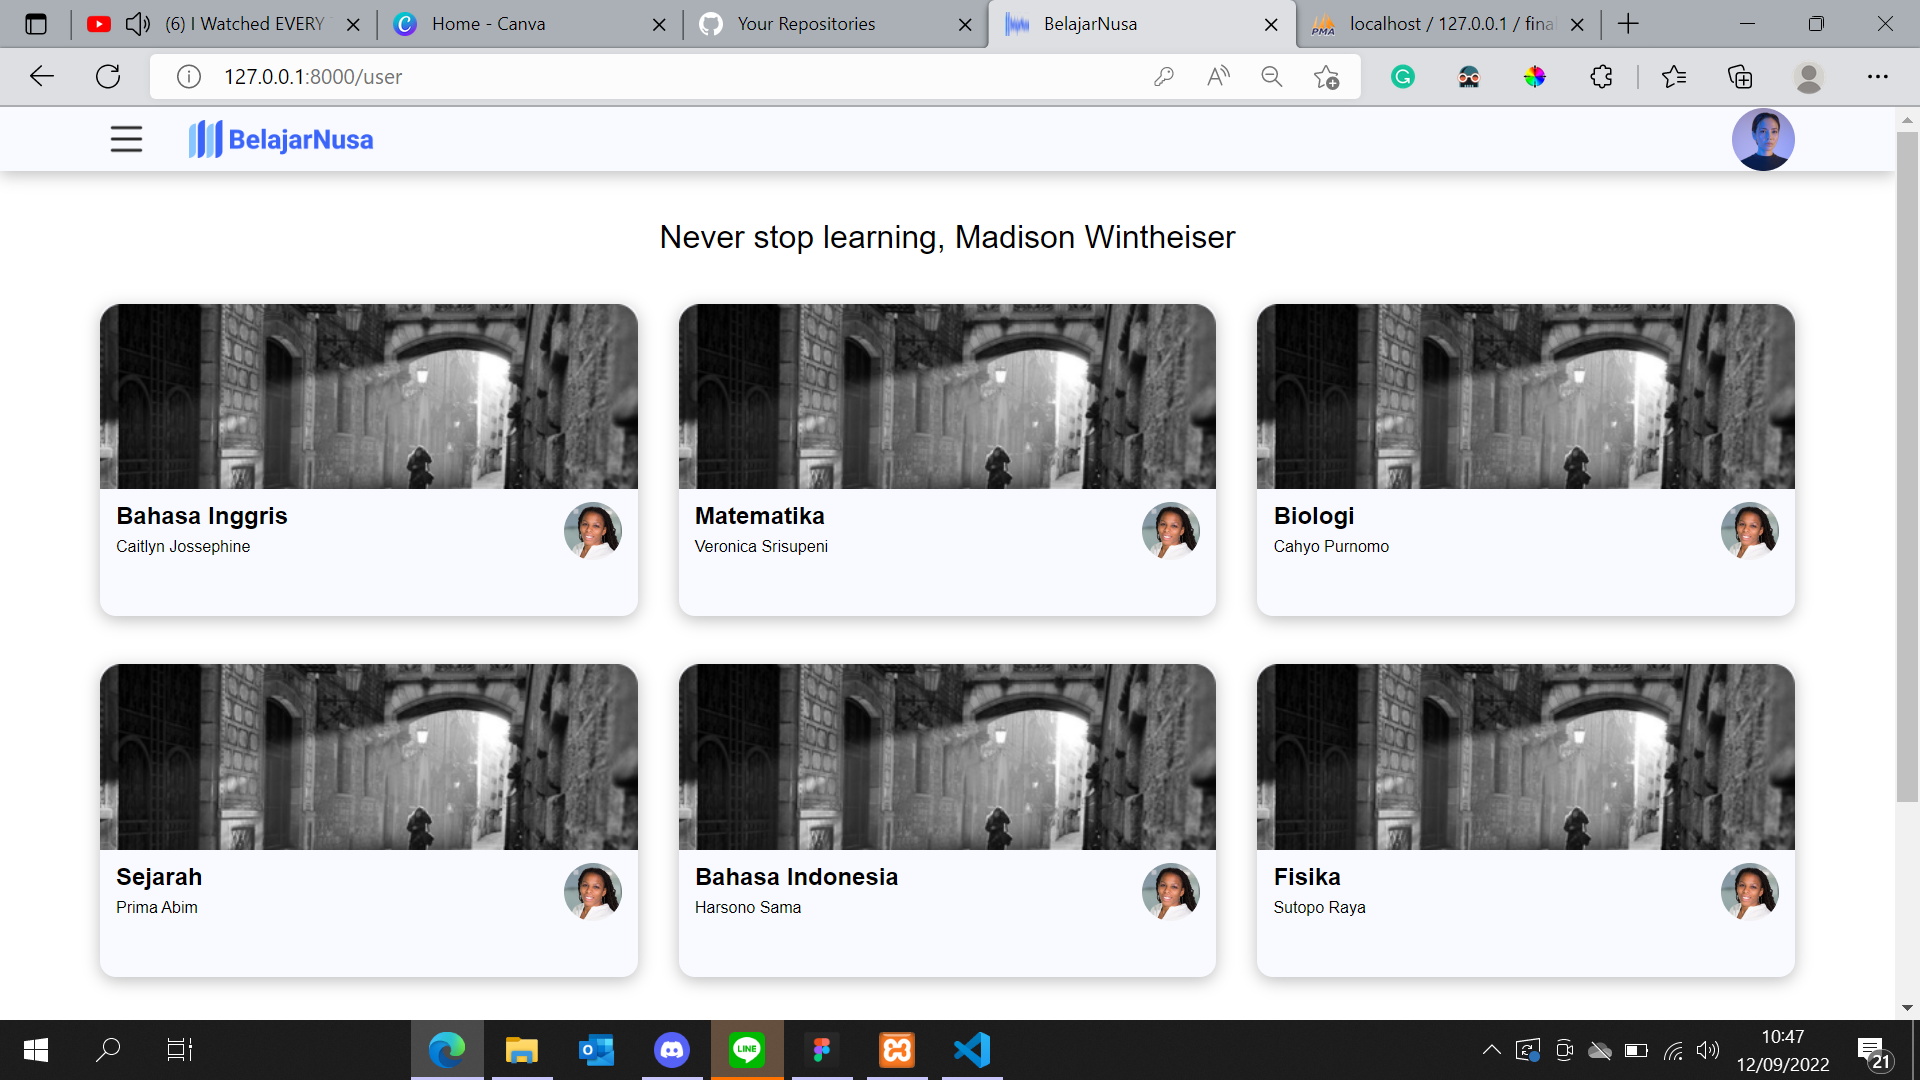 (6) I Watched EVERY
Home - Canva
Your Repositories
BelajarNusa
localhost / 127.0.0.1 / final
127.0.0.1:8000/user
BelajarNusa
Never stop learning, Madison Wintheiser
Bahasa Inggris
Caitlyn Jossephine
Matematika
Veronica Srisupeni
Biologi
Cahyo Purnomo
Sejarah
Prima Abim
Bahasa Indonesia
Harsono Sama
Fisika
Sutopo Raya
LINE
10:47
12/09/2022
21